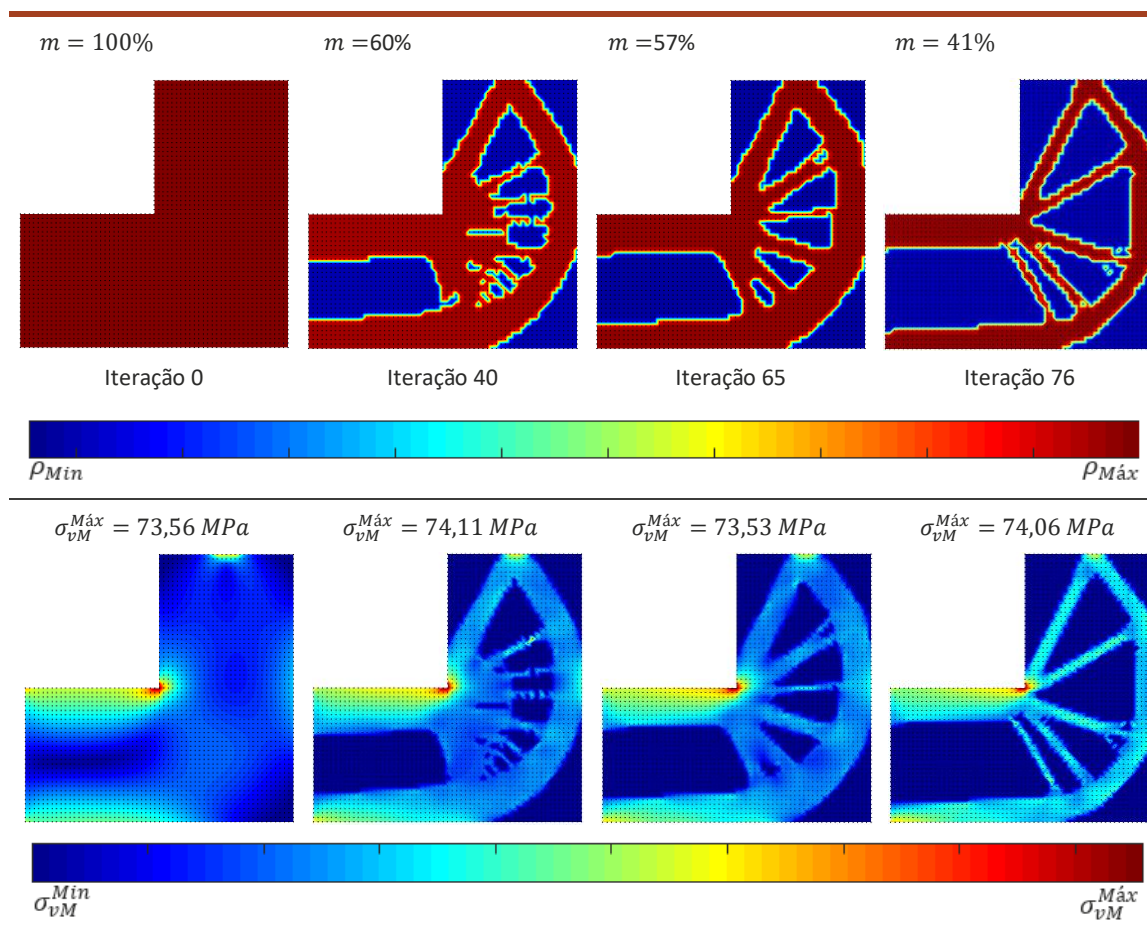 m = 100%
m =60%
m = 57%
m = 41%
Iteração 0
Iteração 40
Iteração 65
Iteração 76
ρ_Min
ρ_Máx
σ_vM^Máx = 73,56 MPa
σ_vM^Máx = 74,11 MPa
σ_vM^Máx = 73,53 MPa
σ_vM^Máx = 74,06 MPa
σ_vM^Min
σ_vM^Máx